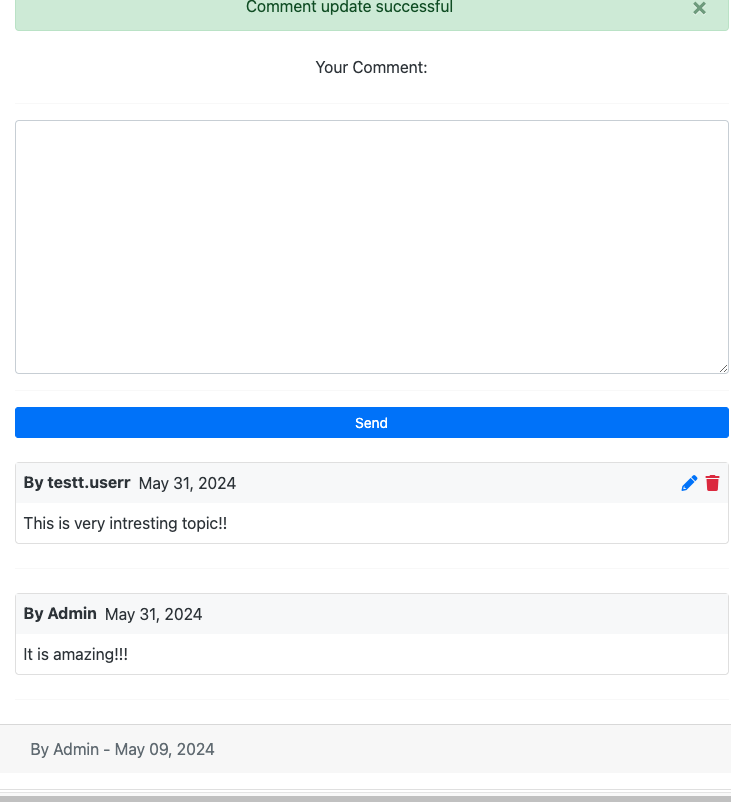 Comment update successful ×
Your Comment:
Send
By testt.userr May 31, 2024
This is very intresting topic!!
By Admin May 31, 2024
It is amazing!!!
By Admin - May 09, 2024